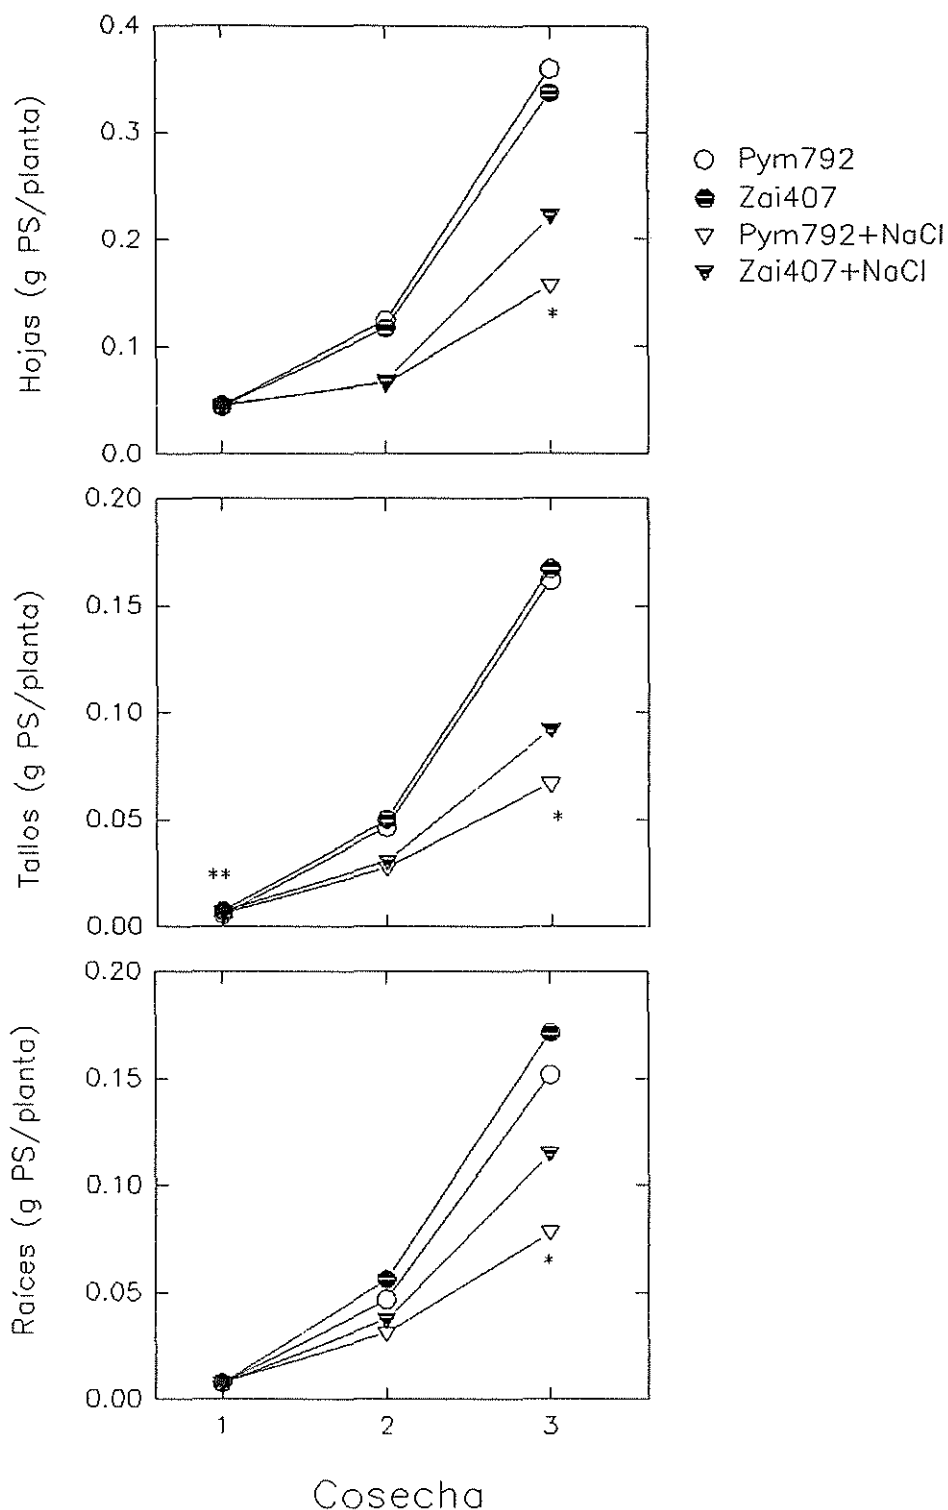 Hojas (g PS/planta)
0.4
0.3
0.2
0.1
0.0
*
Pym792
Zai407
Pym792+NaCl
Zai407+NaCl
Tallos (g PS/planta)
0.20
0.15
0.10
0.05
0.00
**
*
Raíces (g PS/planta)
0.20
0.15
0.10
0.05
0.00
*
1 2 3
Cosecha